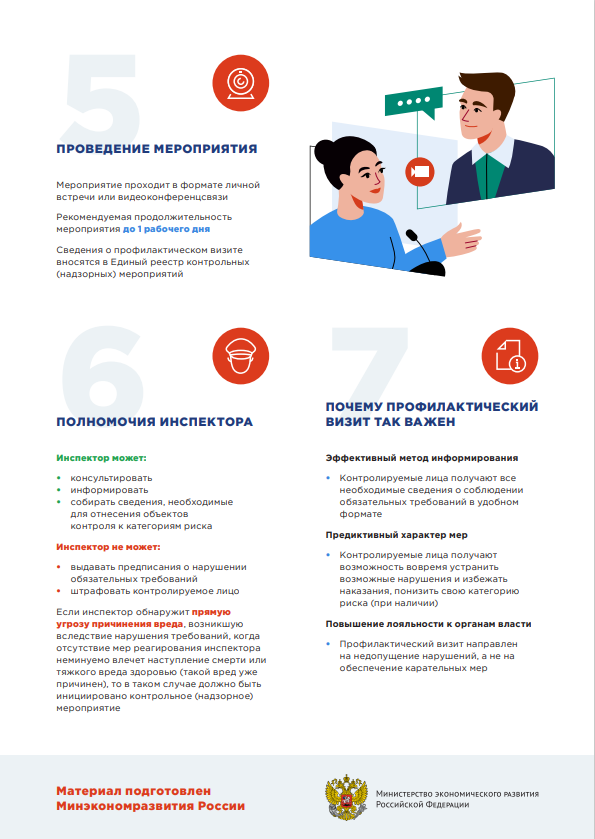 5
ПРОВЕДЕНИЕ МЕРОПРИЯТИЯ
Мероприятие проходит в формате личной
встречи или видеоконференцсвязи
Рекомендуемая продолжительность
мероприятия до 1 рабочего дня
Сведения о профилактическом визите
вносятся в Единый реестр контрольных
(надзорных) мероприятий
6
ПОЛНОМОЧИЯ ИНСПЕКТОРА
Инспектор может:
• консультировать
• информировать
• собирать сведения, необходимые
для отнесения объектов
контроля к категориям риска
Инспектор не может:
• выдавать предписания о нарушении
обязательных требований
• штрафовать контролируемое лицо
Если инспектор обнаружит прямую
угрозу причинения вреда, возникшую
вследствие нарушения требований, когда
отсутствие мер реагирования инспектора
неминуемо влечет наступление смерти или
тяжкого вреда здоровью (такой вред уже
причинен), то в таком случае должно быть
инициировано контрольное (надзорное)
мероприятие
7
ПОЧЕМУ ПРОФИЛАКТИЧЕСКИЙ
ВИЗИТ ТАК ВАЖЕН
Эффективный метод информирования
• Контролируемые лица получают все
необходимые сведения о соблюдении
обязательных требований в удобном
формате
Предиктивный характер мер
• Контролируемые лица получают
возможность вовремя устранить
возможные нарушения и избежать
наказания, понизить свою категорию
риска (при наличии)
Повышение лояльности к органам власти
• Профилактический визит направлен
на недопущение нарушений, а не на
обеспечение карательных мер
Материал подготовлен
Минэкономразвития России
Министерство экономического развития
Российской Федерации